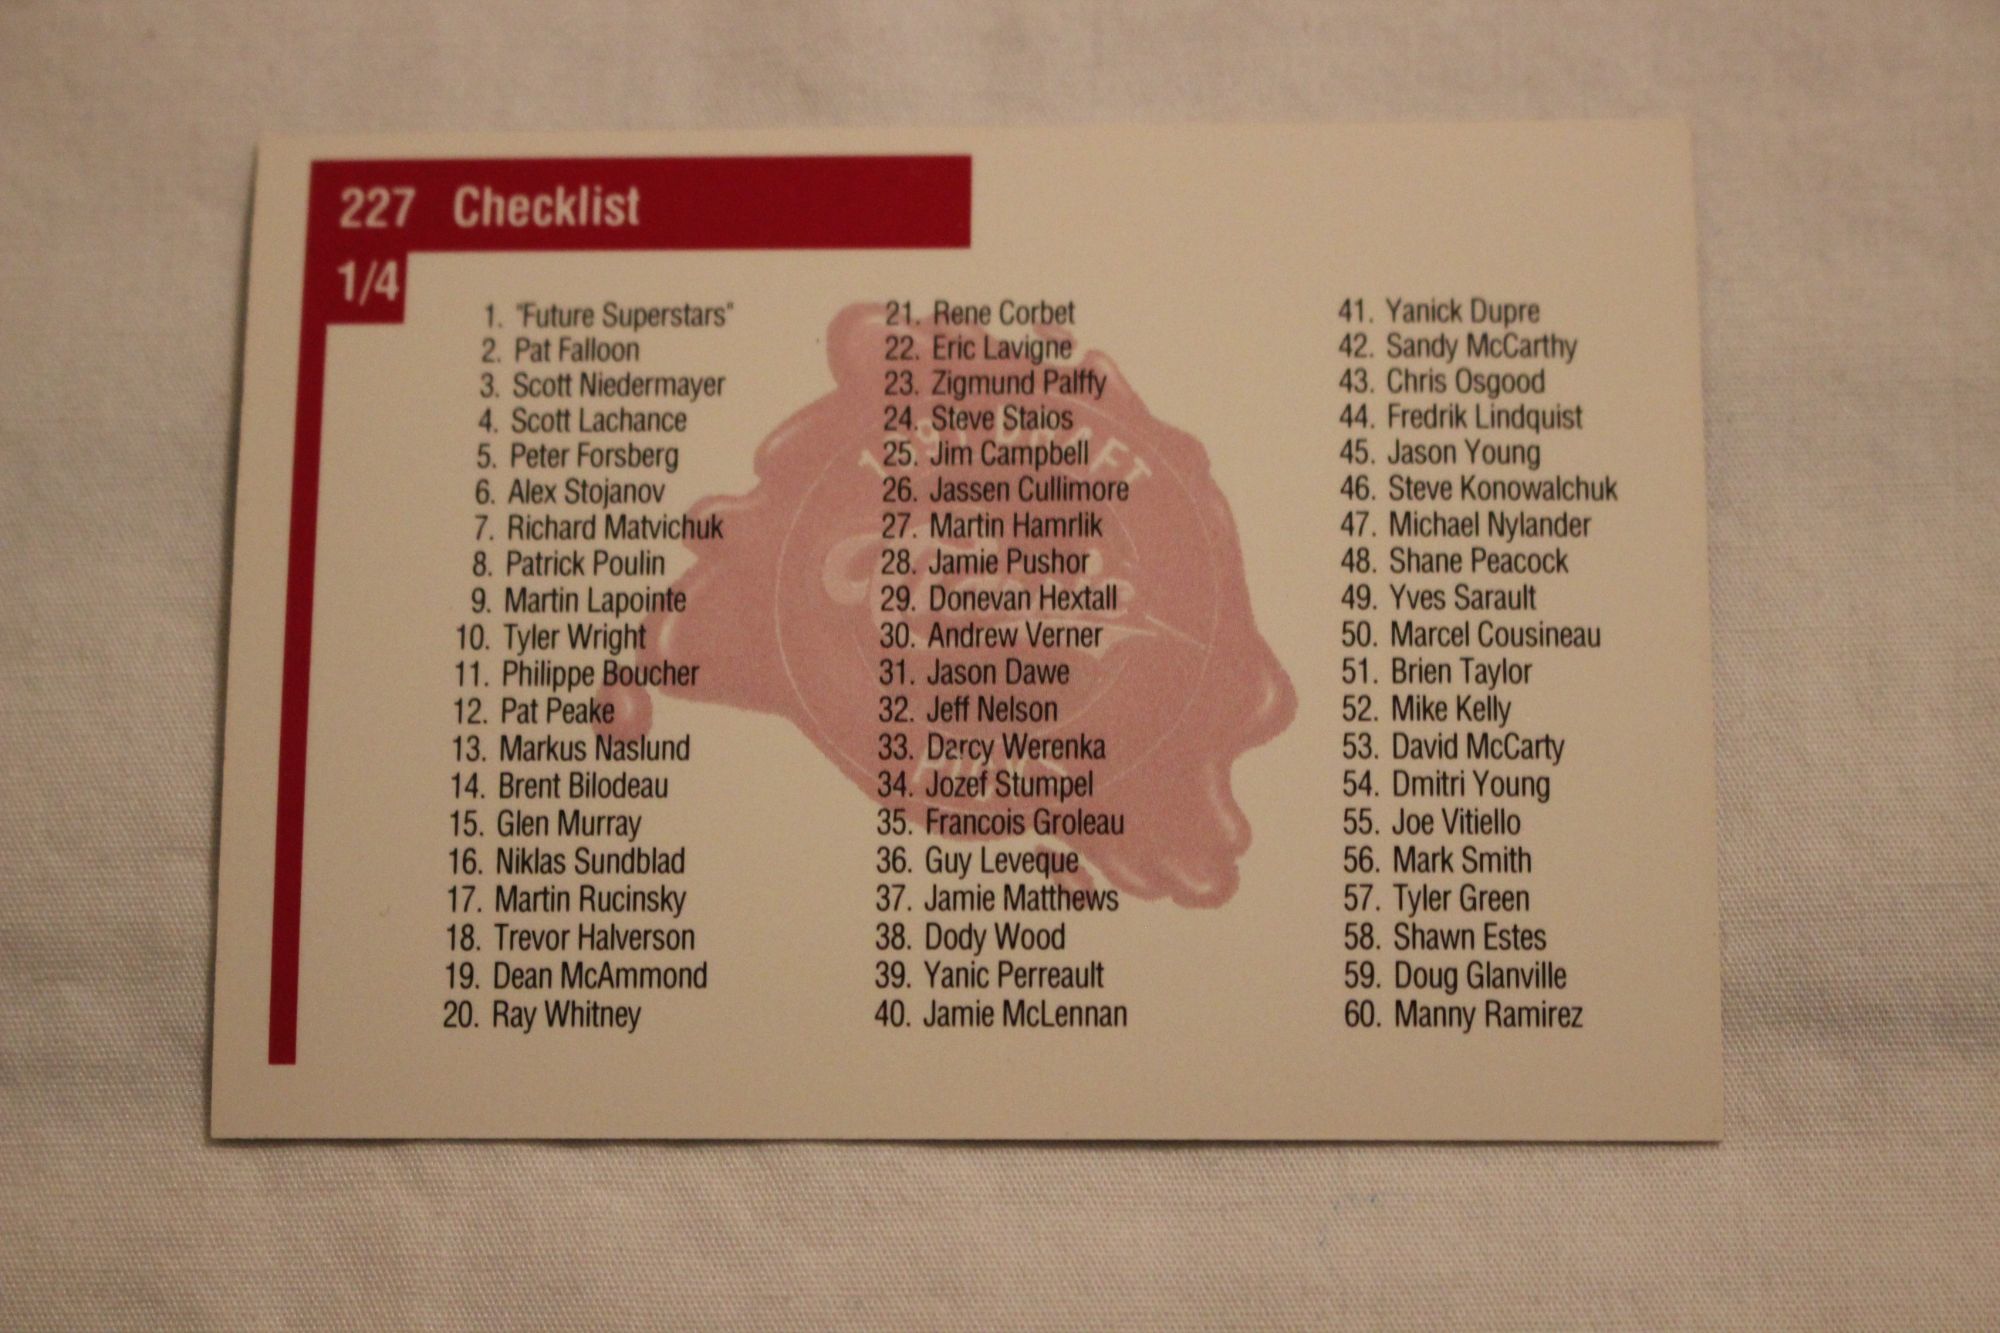 227 Checklist
1/4
1. "Future Superstars"
2. Pat Falloon
3. Scott Niedermayer
4. Scott Lachance
5. Peter Forsberg
6. Alex Stojanov
7. Richard Matvichuk
8. Patrick Poulin
9. Martin Lapointe
10. Tyler Wright
11. Philippe Boucher
12. Pat Peake
13. Markus Naslund
14. Brent Bilodeau
15. Glen Murray
16. Niklas Sundblad
17. Martin Rucinsky
18. Trevor Halverson
19. Dean McAmmond
20. Ray Whitney
21. Rene Corbet
22. Eric Lavigne
23. Zigmund Palffy
24. Steve Staios
25. Jim Campbell
26. Jassen Cullimore
27. Martin Hamrlik
28. Jamie Pushor
29. Donevan Hextall
30. Andrew Verner
31. Jason Dawe
32. Jeff Nelson
33. Darcy Werenka
34. Jozef Stumpel
35. Francois Groleau
36. Guy Leveque
37. Jamie Matthews
38. Dody Wood
39. Yanic Perreault
40. Jamie McLennan
41. Yanick Dupre
42. Sandy McCarthy
43. Chris Osgood
44. Fredrik Lindquist
45. Jason Young
46. Steve Konowalchuk
47. Michael Nylander
48. Shane Peacock
49. Yves Sarault
50. Marcel Cousineau
51. Brien Taylor
52. Mike Kelly
53. David McCarty
54. Dmitri Young
55. Joe Vitiello
56. Mark Smith
57. Tyler Green
58. Shawn Estes
59. Doug Glanville
60. Manny Ramirez